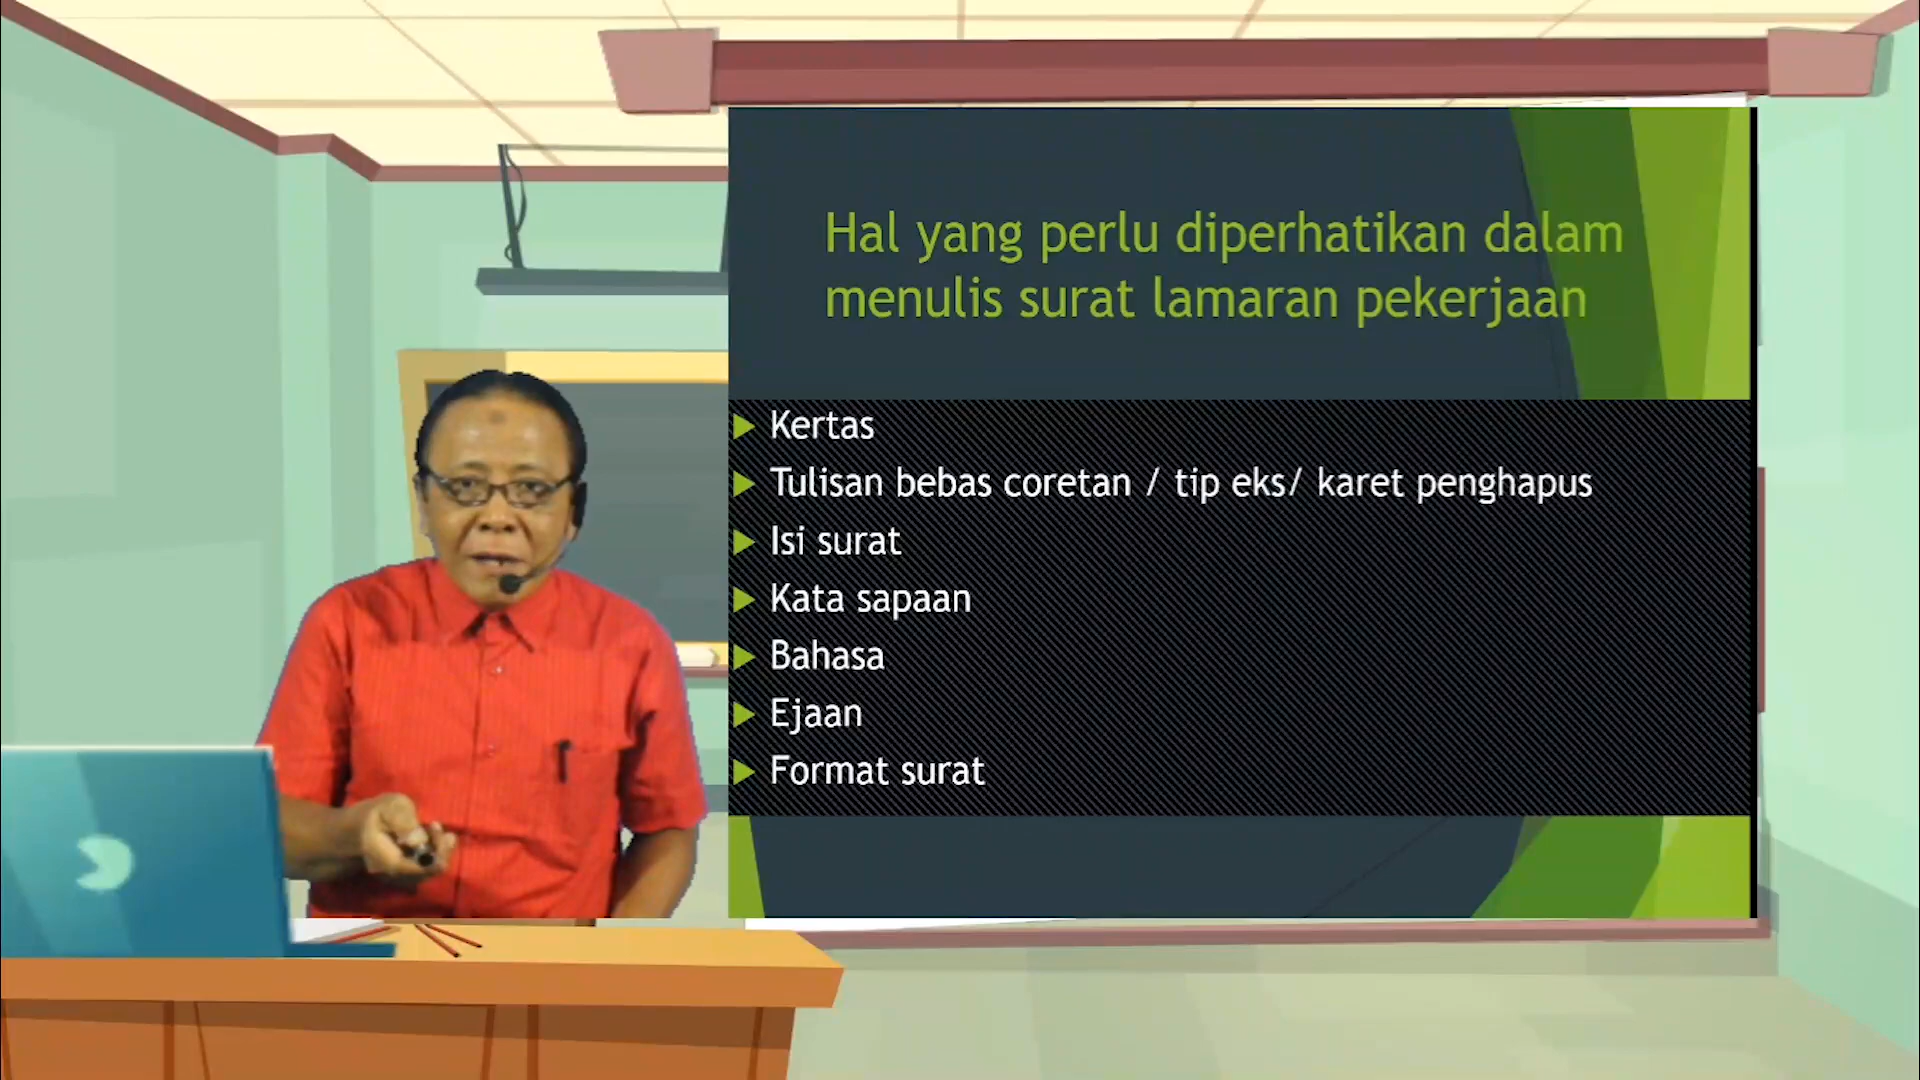 Hal yang perlu diperhatikan dalam
menulis surat lamaran pekerjaan
Kertas
Tulisan bebas coretan / tip eks/ karet penghapus
Isi surat
Kata sapaan
Bahasa
Ejaan
Format surat